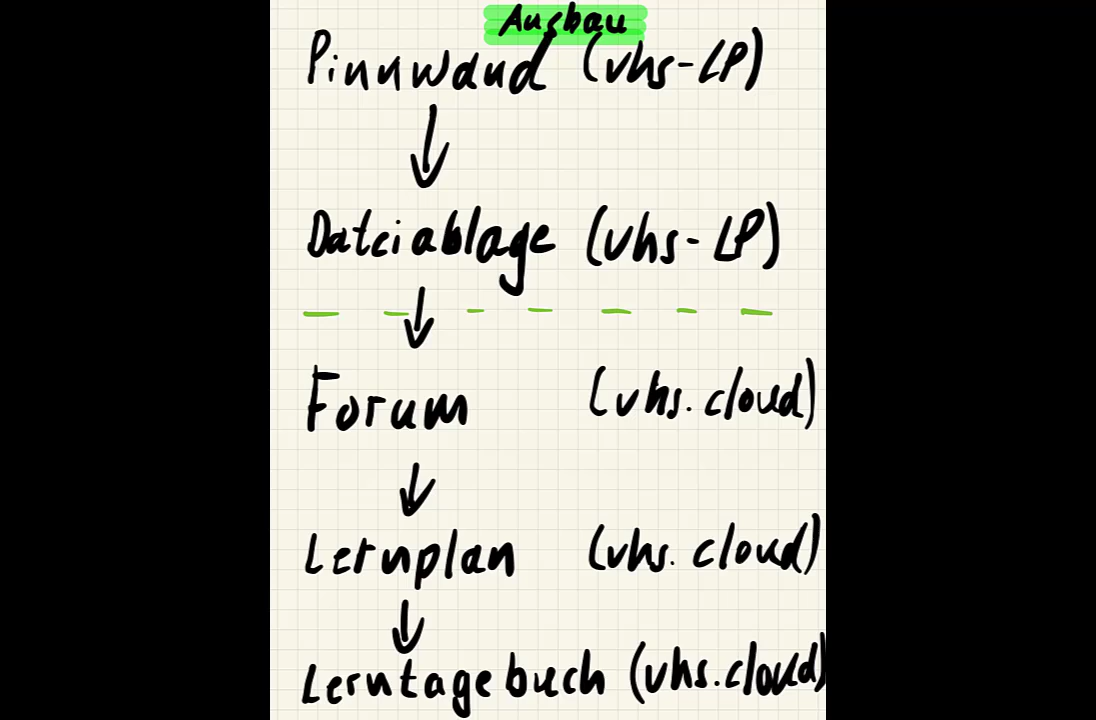 Ausbau
Pinnwand (vhs-LP)
Dateiablage (vhs-LP)
Forum (vhs.cloud)
Lernplan (vhs.cloud)
Lerntagebuch (vhs.cloud)